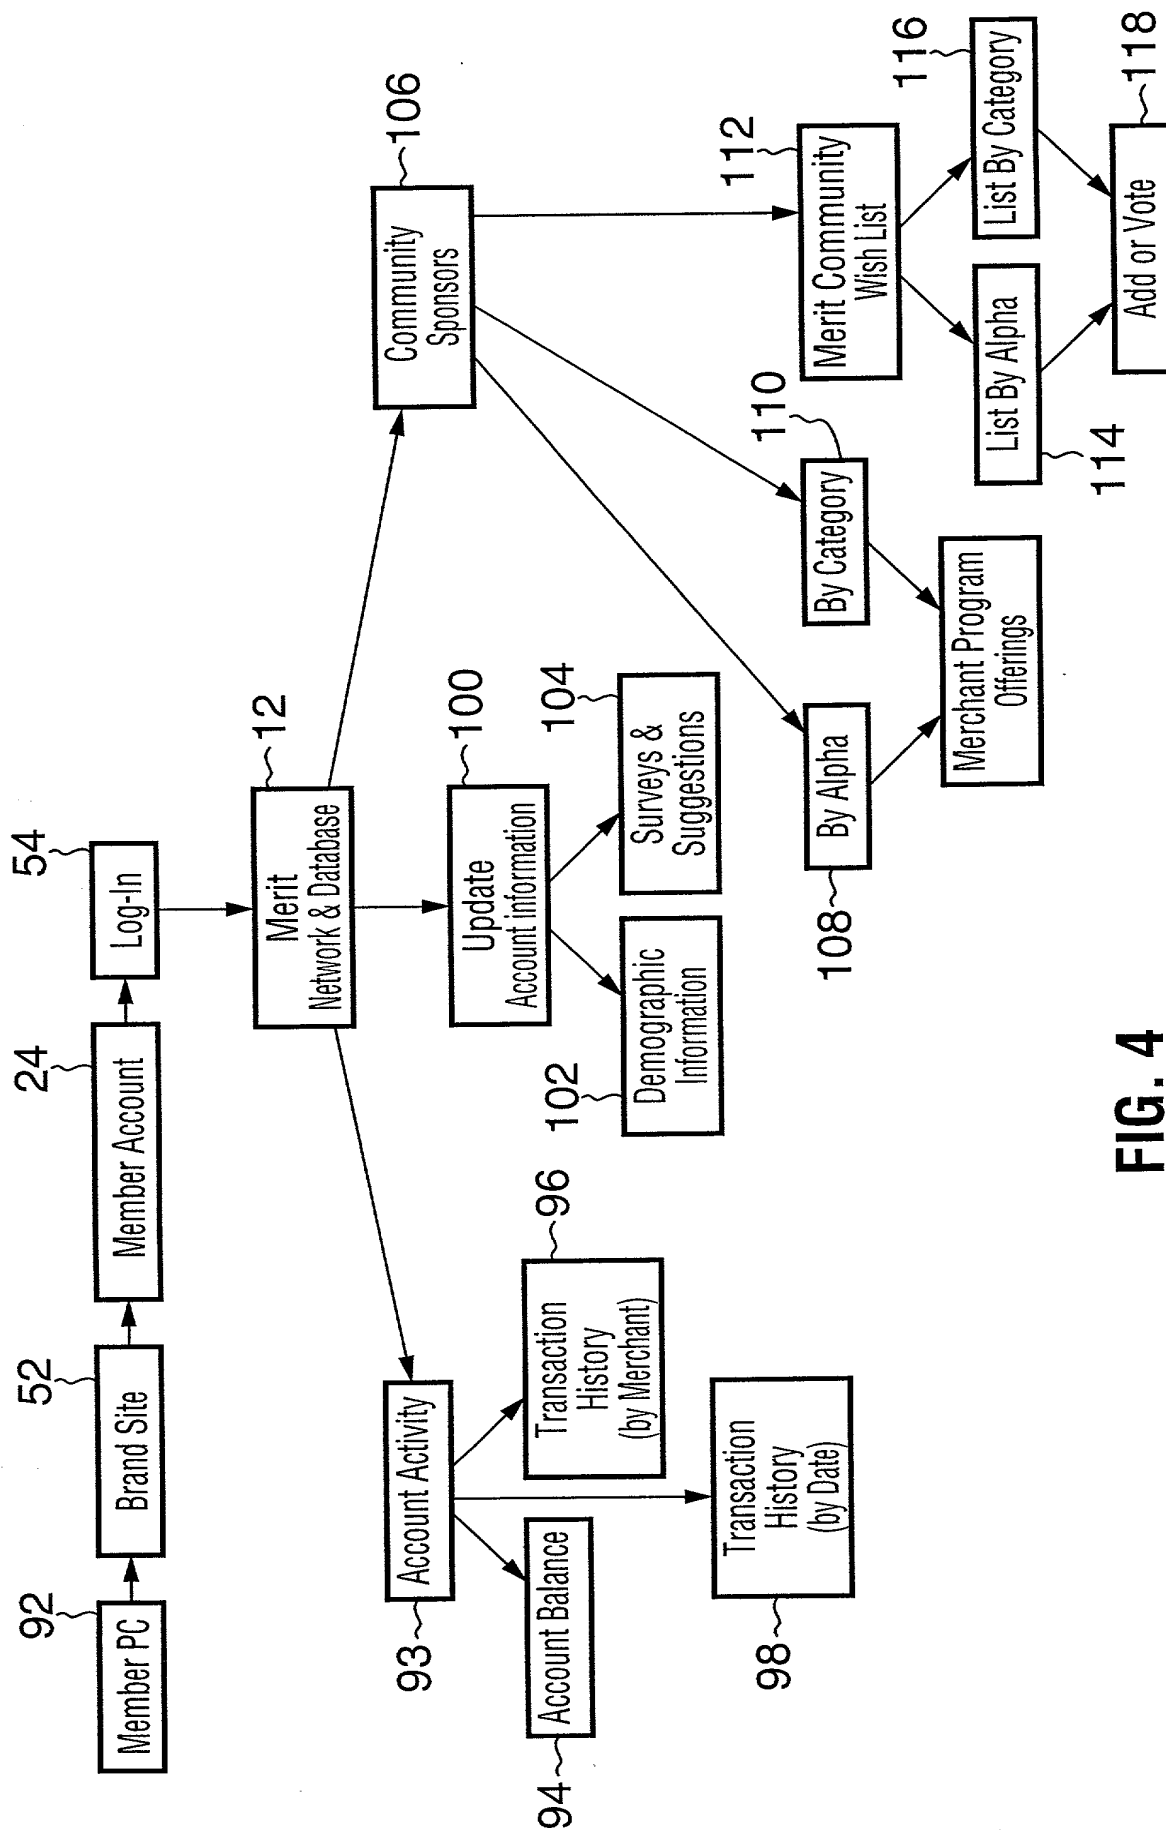 92
Member PC
52
Brand Site
24
Member Account
54
Log-In
12
Merit
Network & Database
93
Account Activity
94
Account Balance
96
Transaction
History
(by Merchant)
98
Transaction
History
(by Date)
100
Update
Account information
102
Demographic
Information
104
Surveys &
Suggestions
106
Community
Sponsors
108
By Alpha
110
By Category
Merchant Program
Offerings
112
Merit Community
Wish List
114
List By Alpha
116
List By Category
118
Add or Vote
FIG. 4